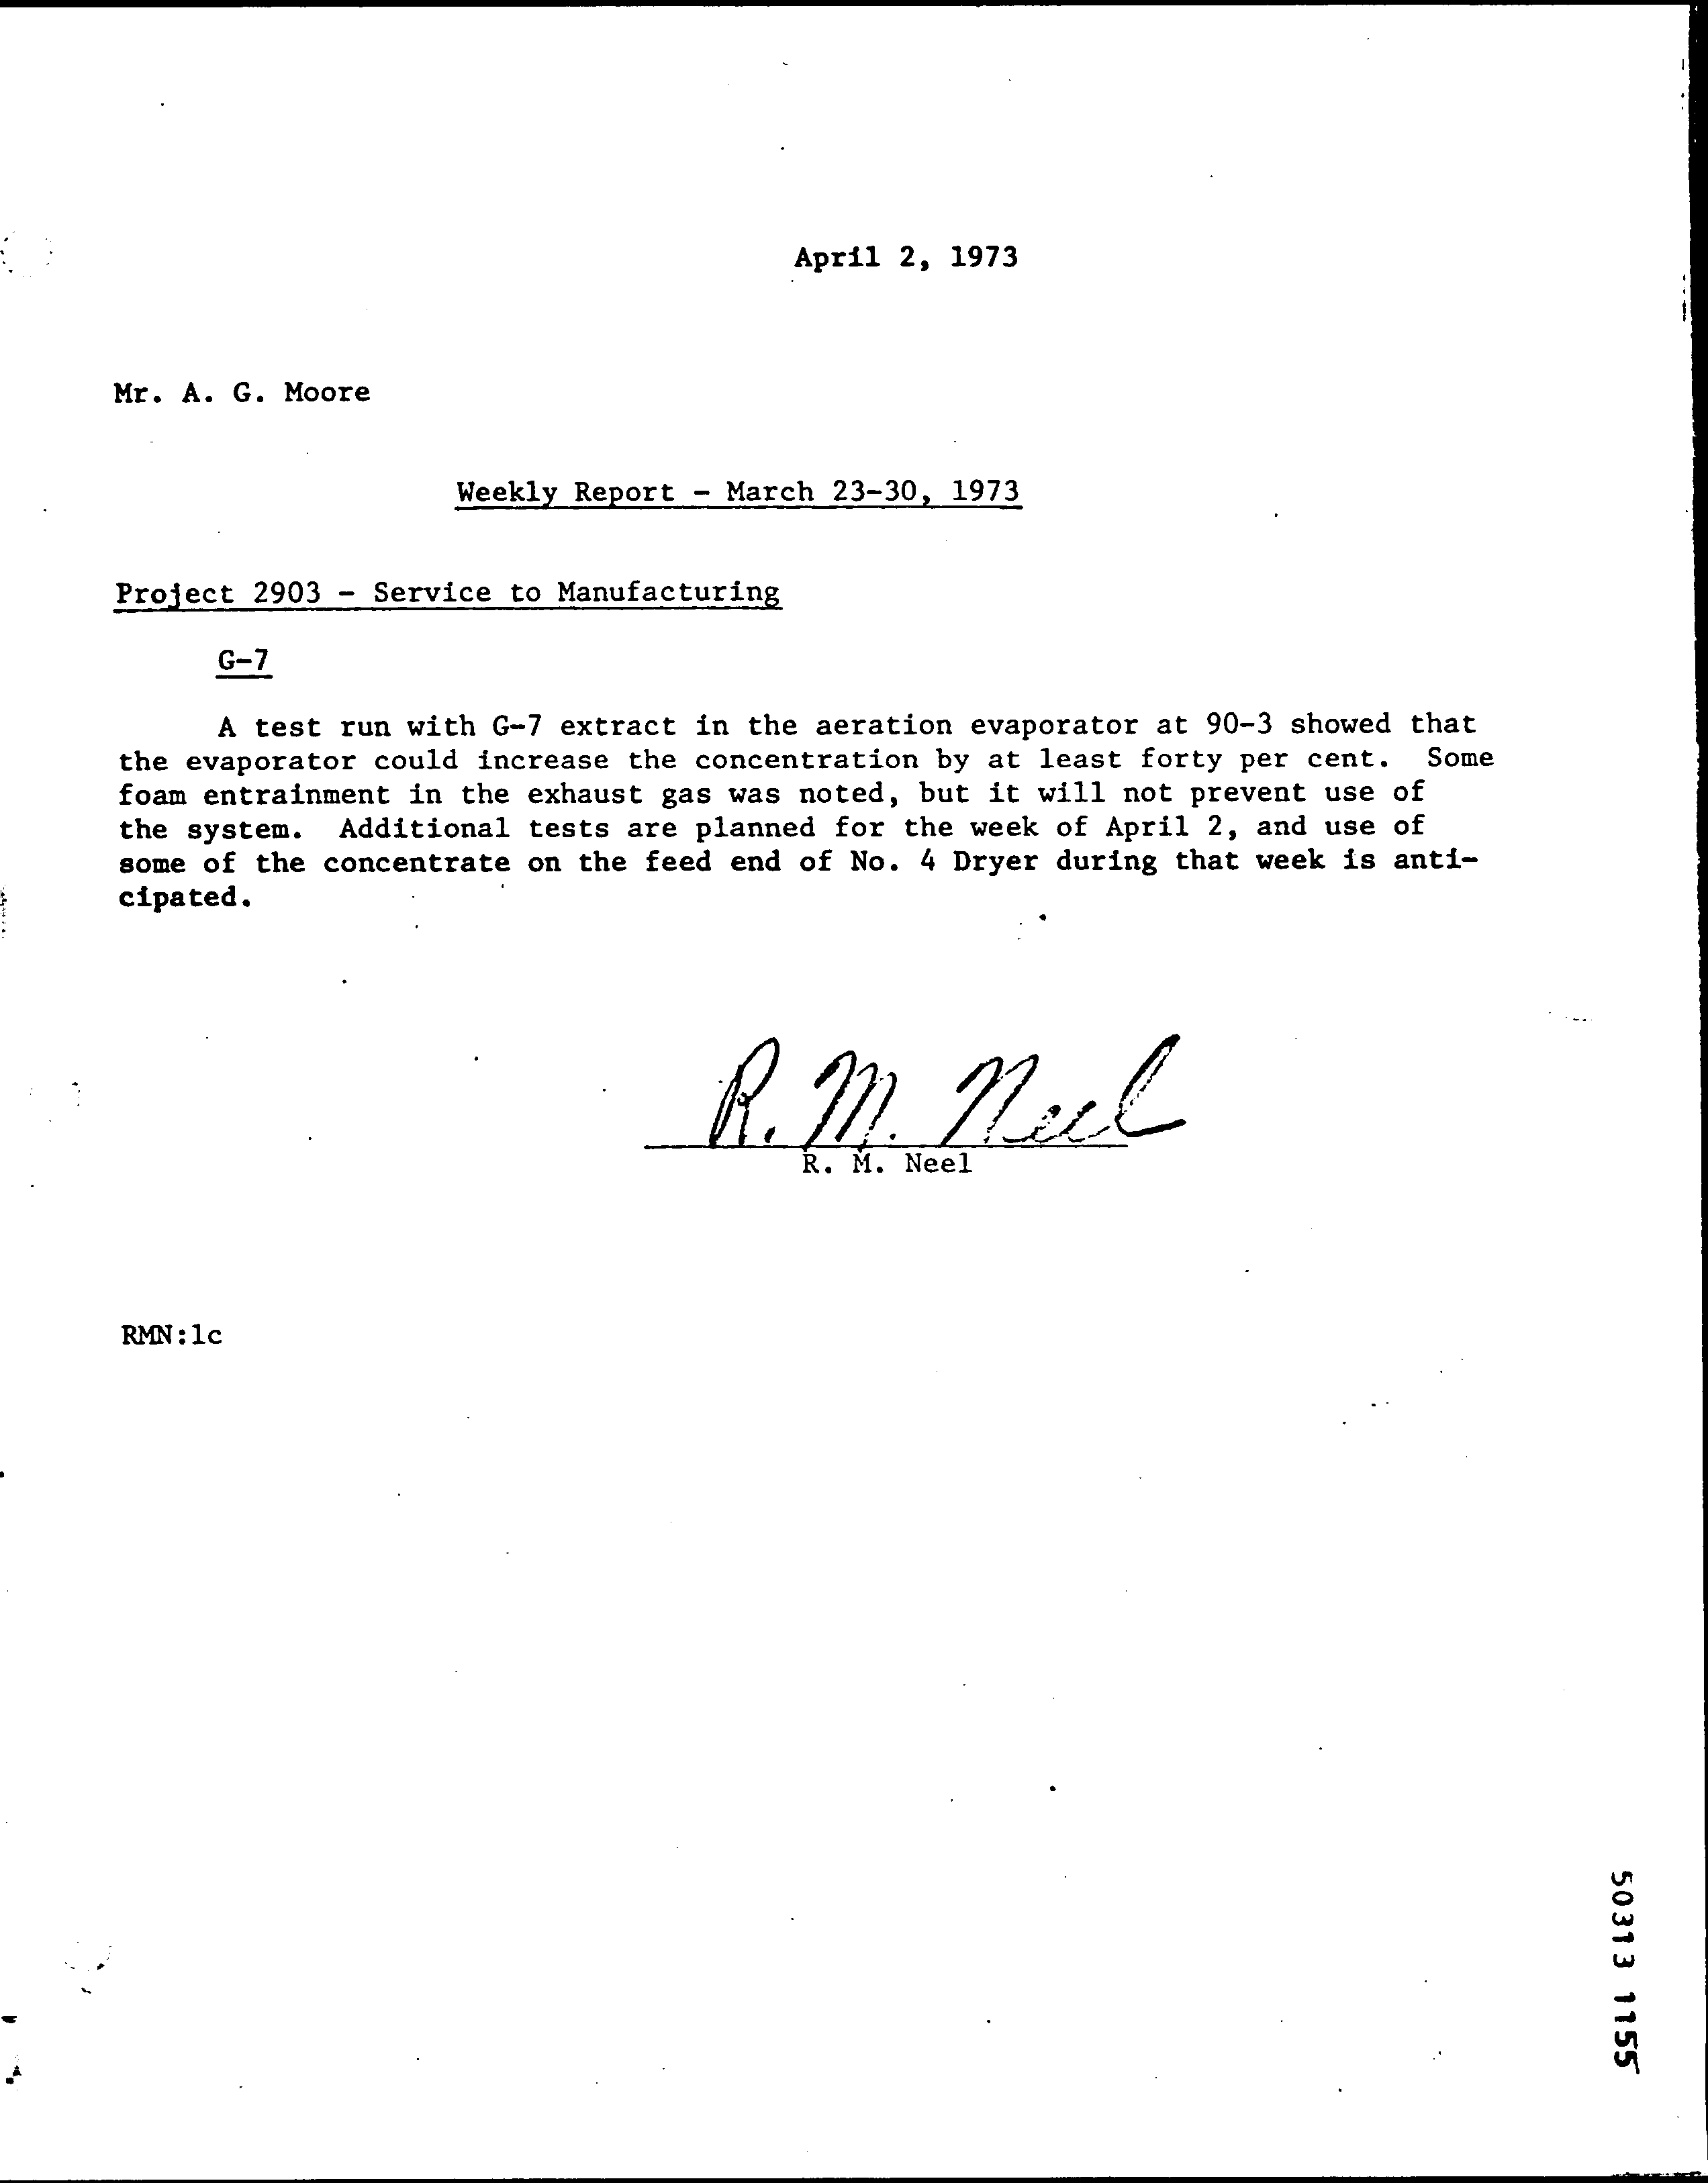 April 2, 1973
Mr. A. G. Moore
Weekly Report - March 23-30, 1973
Project 2903 - Service to Manufacturing
G-7
A test run with G-7 extract in the aeration evaporator at 90-3 showed that
the evaporator could increase the concentration by at least forty per cent. Some
foam entrainment in the exhaust gas was noted, but it will not prevent use of
the system. Additional tests are planned for the week of April 2, and use of
some of the concentrate on the feed end of No. 4 Dryer during that week is anti-
cipated.
R. M. Neel
R. M. Neel
RMN:lc
50313 1155